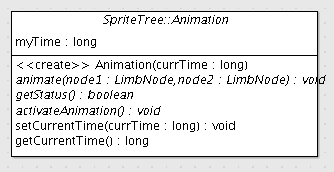 SpriteTree::Animation
myTime : long
<<create>> Animation(currTime : long)
animate(node1 : LimbNode,node2 : LimbNode) : void
getStatus() : boolean
activateAnimation() : void
setCurrentTime(currTime : long) : void
getCurrentTime() : long